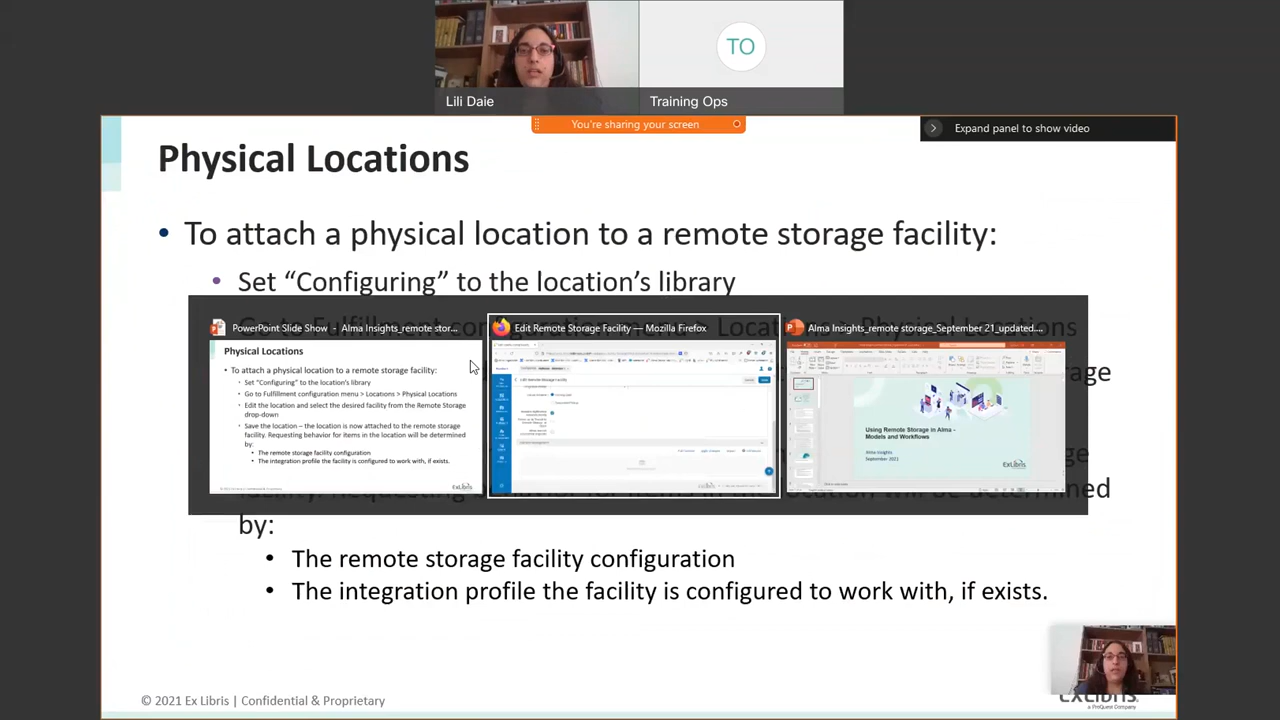 TO
Lili Daie
Training Ops
You're sharing your screen
Expand panel to show video
Physical Locations
• To attach a physical location to a remote storage facility:
• Set “Configuring” to the location’s library
PowerPoint Slide Show - Alma Insights_remote stor...
Edit Remote Storage Facility — Mozilla Firefox
Alma Insights_remote storage_September 21_updated....
Physical Locations
• To attach a physical location to a remote storage facility:
• Set “Configuring” to the location’s library
• Go to Fulfillment configuration menu > Locations > Physical Locations
• Edit the location and select the desired facility from the Remote Storage
drop-down
• Save the location – the location is now attached to the remote storage
facility. Requesting behavior for items in the location will be determined
by:
• The remote storage facility configuration
• The integration profile the facility is configured to work with, if exists.
Using Remote Storage in Alma –
Models and Workflows
Alma Insights
September 2021
ExLibris
by:
• The remote storage facility configuration
• The integration profile the facility is configured to work with, if exists.
© 2021 Ex Libris | Confidential & Proprietary
ExLibris
a ProQuest Company